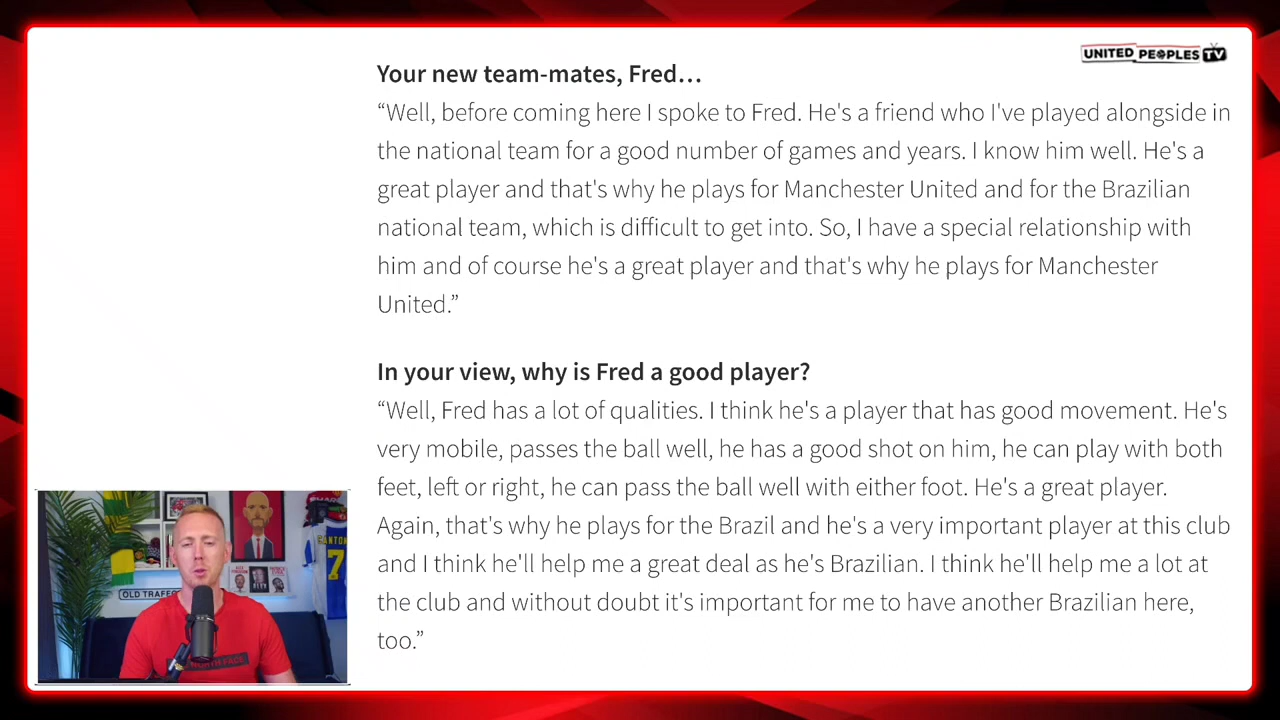 UNITED PEOPLES TV
Your new team-mates, Fred…
“Well, before coming here I spoke to Fred. He's a friend who I've played alongside in
the national team for a good number of games and years. I know him well. He's a
great player and that's why he plays for Manchester United and for the Brazilian
national team, which is difficult to get into. So, I have a special relationship with
him and of course he's a great player and that's why he plays for Manchester
United.”
In your view, why is Fred a good player?
“Well, Fred has a lot of qualities. I think he's a player that has good movement. He's
very mobile, passes the ball well, he has a good shot on him, he can play with both
feet, left or right, he can pass the ball well with either foot. He's a great player.
Again, that's why he plays for the Brazil and he's a very important player at this club
and I think he'll help me a great deal as he's Brazilian. I think he'll help me a lot at
the club and without doubt it's important for me to have another Brazilian here,
too.”
OLD TRAFF
7